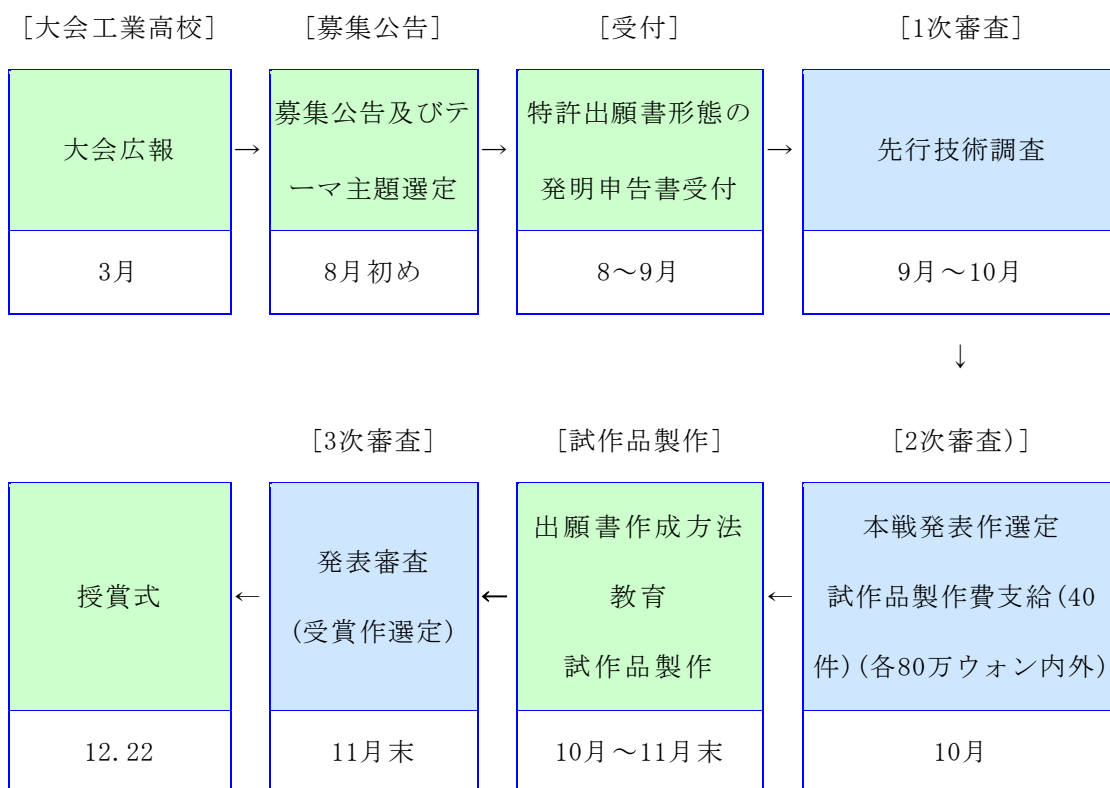 [大会工業高校]
[募集公告]
[受付]
[1次審査]
大会広報
→
募集公告及びテ
ーマ主題選定
→
特許出願書形態の
発明申告書受付
→
先行技術調査
3月
8月初め
8～9月
9月～10月
↓
[3次審査]
[試作品製作]
[2次審査)]
授賞式
←
発表審査
(受賞作選定)
←
出願書作成方法
教育
試作品製作
←
本戦発表作選定
試作品製作費支給(40
件)(各80万ウォン内外)
12.22
11月末
10月～11月末
10月